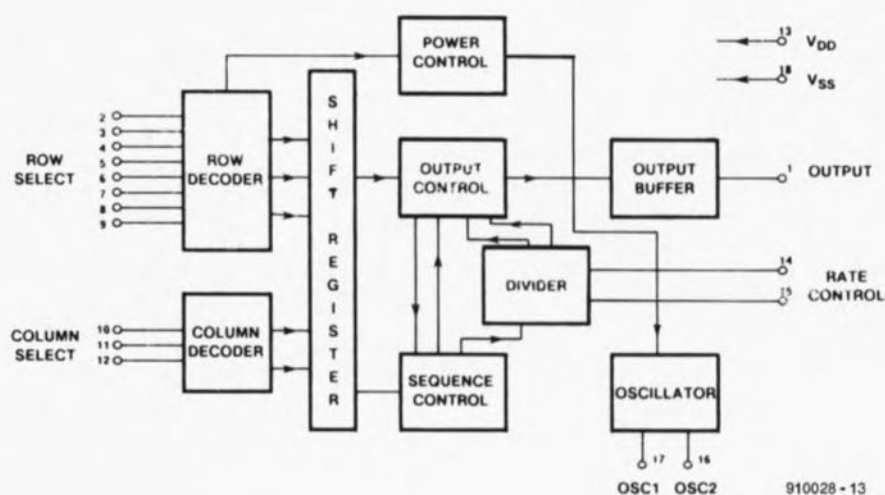 POWER
CONTROL
13
VDD
18
VSS
ROW
SELECT
2
3
4
5
6
7
8
9
ROW
DECODER
SHIFT REGISTER
OUTPUT
CONTROL
OUTPUT
BUFFER
1
OUTPUT
DIVIDER
14
15
RATE
CONTROL
COLUMN
SELECT
10
11
12
COLUMN
DECODER
SEQUENCE
CONTROL
OSCILLATOR
17
16
OSC1
OSC2
910028 - 13